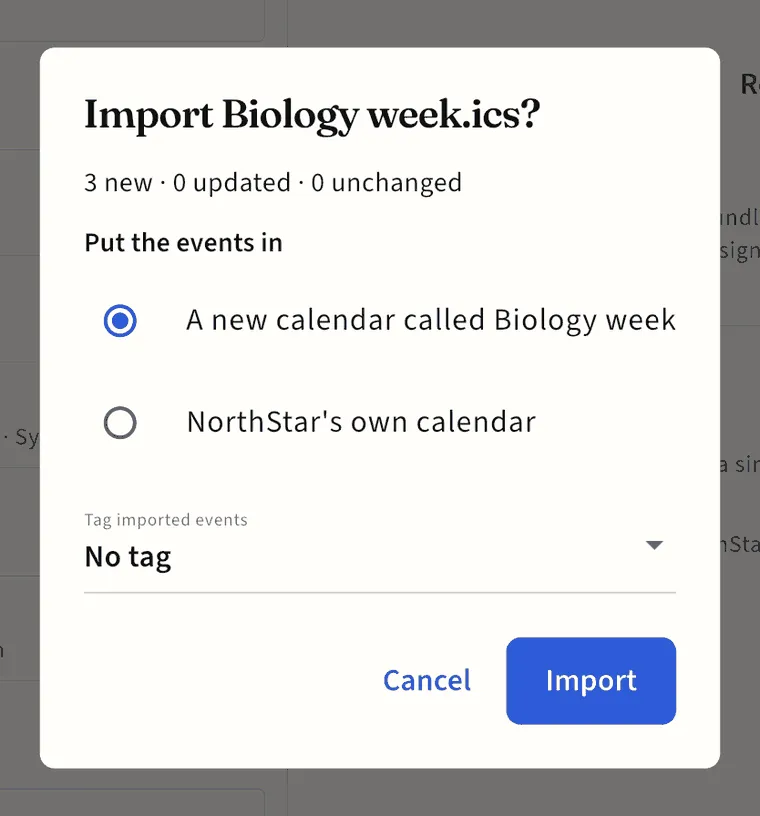 Import Biology week.ics?
3 new · 0 updated · 0 unchanged
Put the events in
A new calendar called Biology week
NorthStar's own calendar
Tag imported events
No tag
Cancel
Import